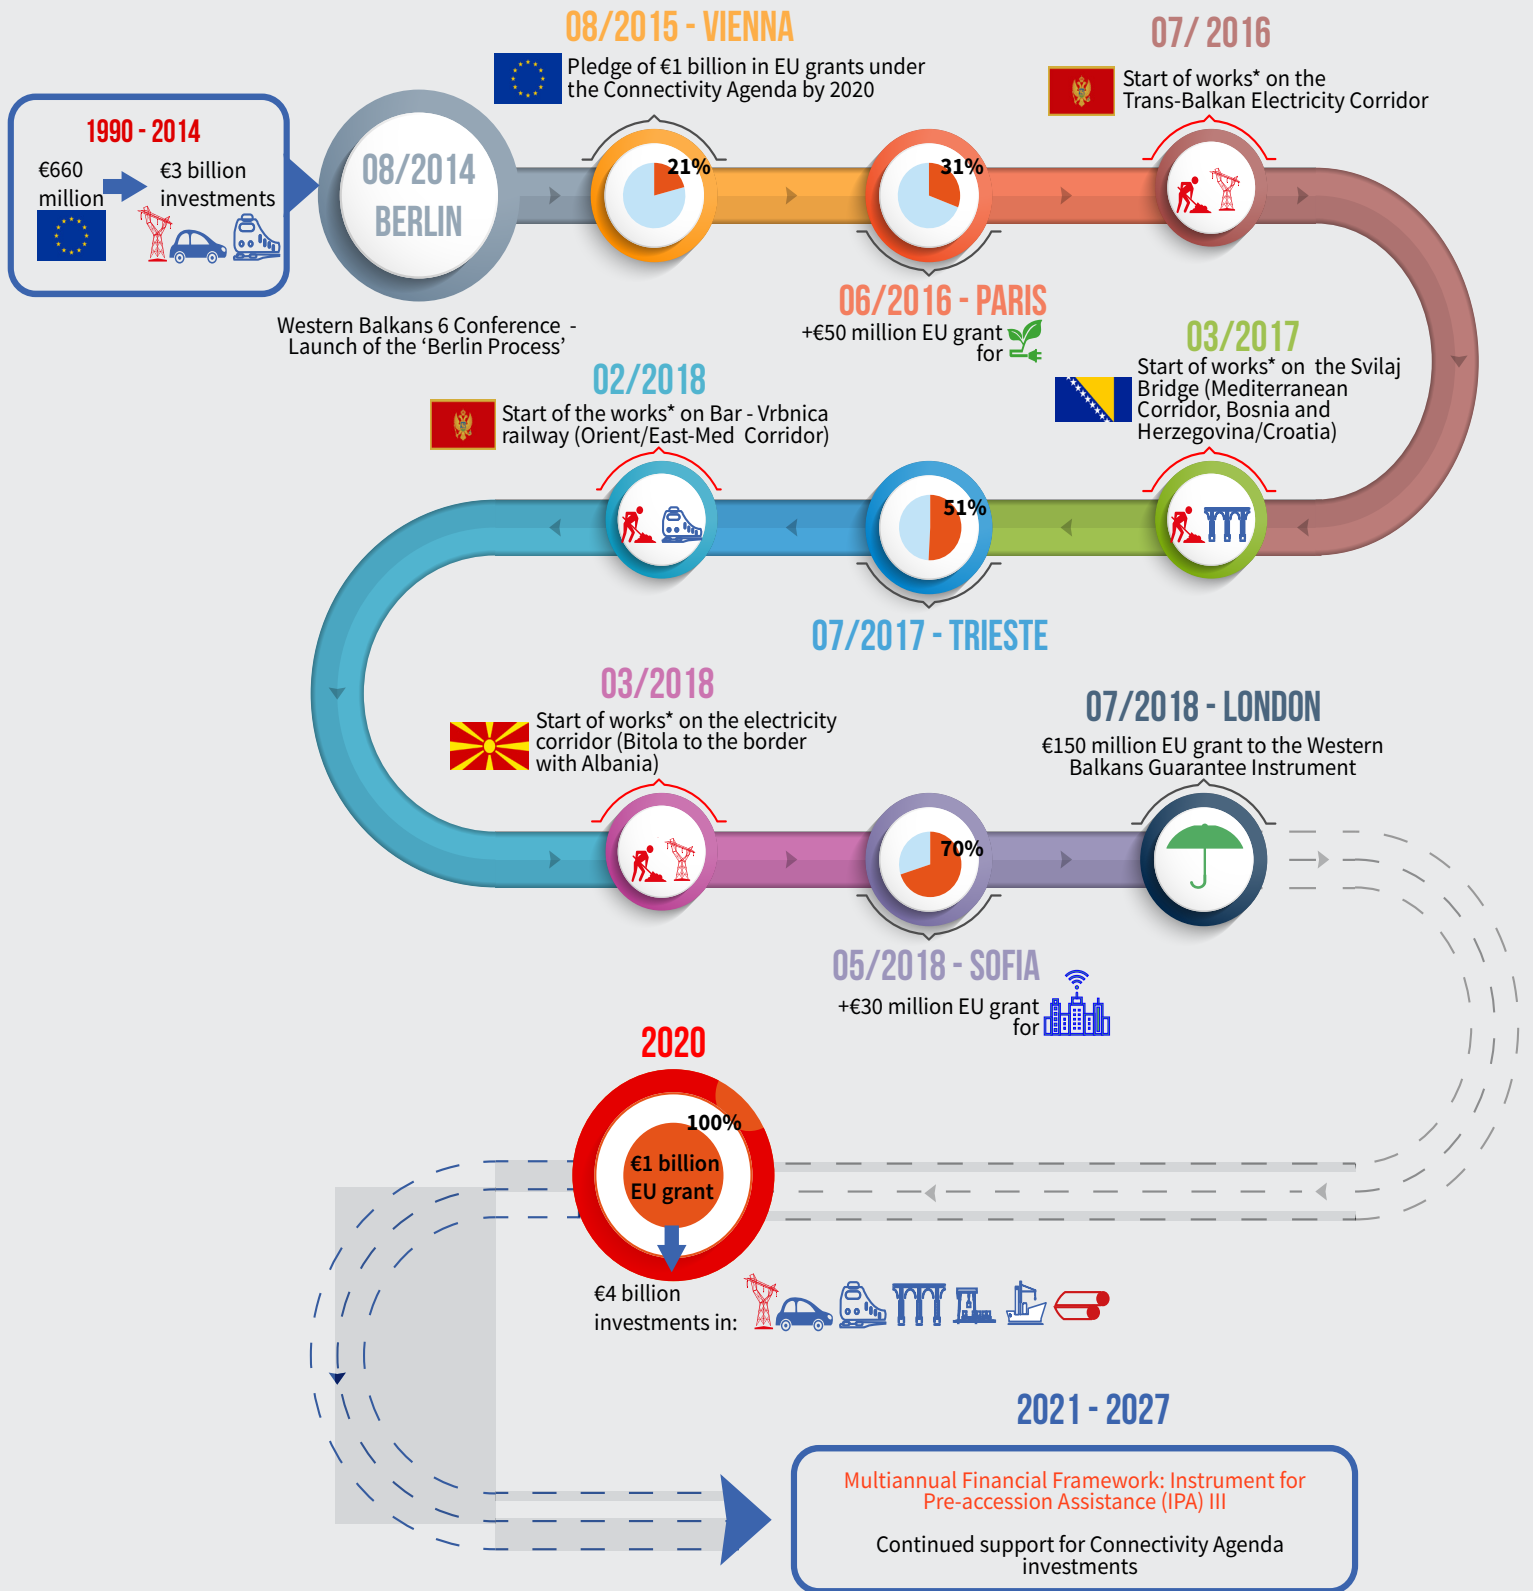 08/2015 - VIENNA
Pledge of €1 billion in EU grants under
the Connectivity Agenda by 2020
07/ 2016
Start of works* on the
Trans-Balkan Electricity Corridor
1990 - 2014
€660
million
€3 billion
investments
08/2014
BERLIN
Western Balkans 6 Conference -
Launch of the ‘Berlin Process’
21%
31%
06/2016 - PARIS
+€50 million EU grant
for
03/2017
Start of works* on the Svilaj
Bridge (Mediterranean
Corridor, Bosnia and
Herzegovina/Croatia)
02/2018
Start of the works* on Bar - Vrbnica
railway (Orient/East-Med Corridor)
51%
07/2017 - TRIESTE
03/2018
Start of works* on the electricity
corridor (Bitola to the border
with Albania)
07/2018 - LONDON
€150 million EU grant to the Western
Balkans Guarantee Instrument
70%
05/2018 - SOFIA
+€30 million EU grant
for
2020
100%
€1 billion
EU grant
€4 billion
investments in:
2021 - 2027
Multiannual Financial Framework: Instrument for
Pre-accession Assistance (IPA) III
Continued support for Connectivity Agenda
investments